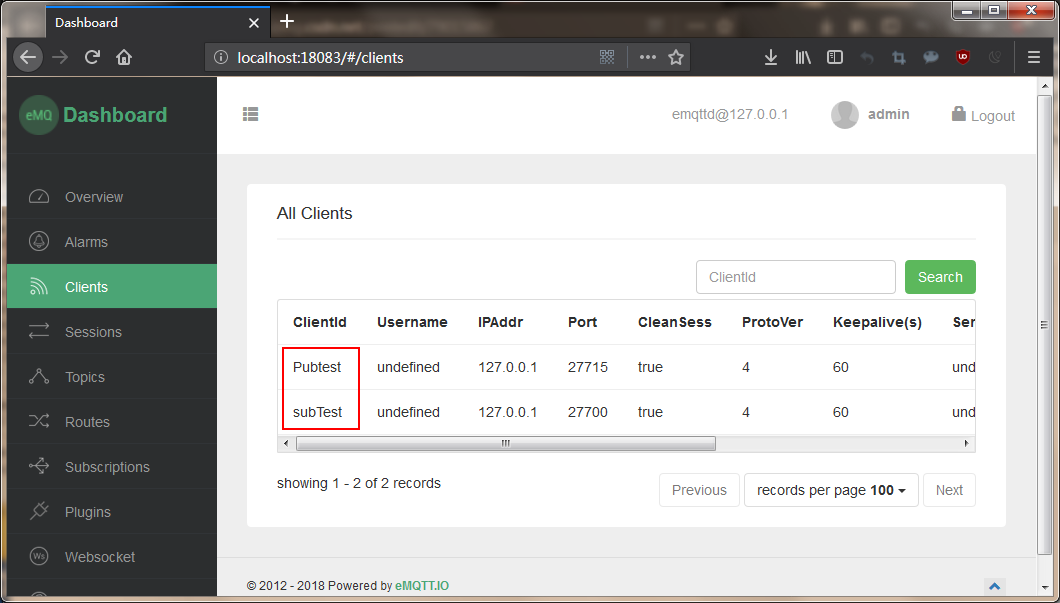 Dashboard
localhost:18083/#/clients
eMQ Dashboard
emqttd@127.0.0.1 admin Logout
Overview
Alarms
Clients
Sessions
Topics
Routes
Subscriptions
Plugins
Ws Websocket
All Clients
ClientId Search
ClientId Username IPAddr Port CleanSess ProtoVer Keepalive(s) Ser
Pubtest undefined 127.0.0.1 27715 true 4 60 und
subTest undefined 127.0.0.1 27700 true 4 60 und
showing 1 - 2 of 2 records
Previous records per page 100 Next
© 2012 - 2018 Powered by eMQTT.IO